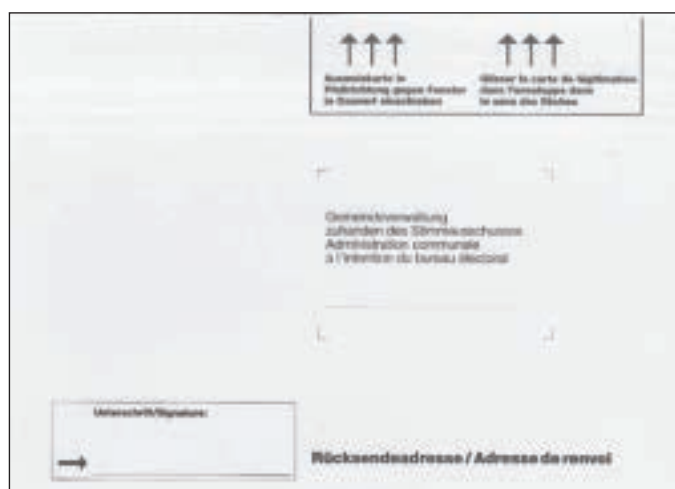 Ausweiskarte in
Pfeilrichtung gegen Fenster
in Couvert einschieben
Glisser la carte de légitimation
dans l'enveloppe dans
le sens des flèches
Gemeindeverwaltung
zuhanden des Stimmausschusses
Administration communale
à l'intention du bureau électoral
Unterschrift/Signature:
Rücksendeadresse / Adresse de renvoi